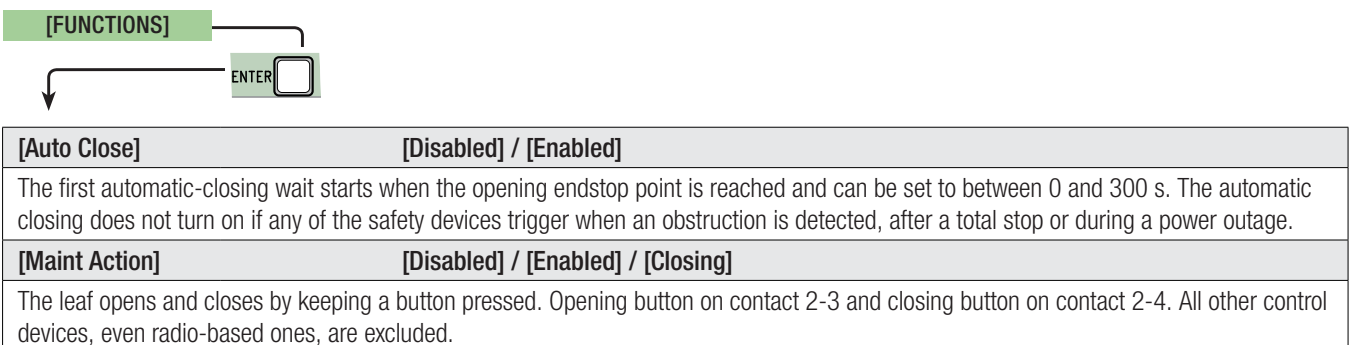 [FUNCTIONS]
ENTER
[Auto Close] [Disabled] / [Enabled]
The first automatic-closing wait starts when the opening endstop point is reached and can be set to between 0 and 300 s. The automatic
closing does not turn on if any of the safety devices trigger when an obstruction is detected, after a total stop or during a power outage.
[Maint Action] [Disabled] / [Enabled] / [Closing]
The leaf opens and closes by keeping a button pressed. Opening button on contact 2-3 and closing button on contact 2-4. All other control
devices, even radio-based ones, are excluded.